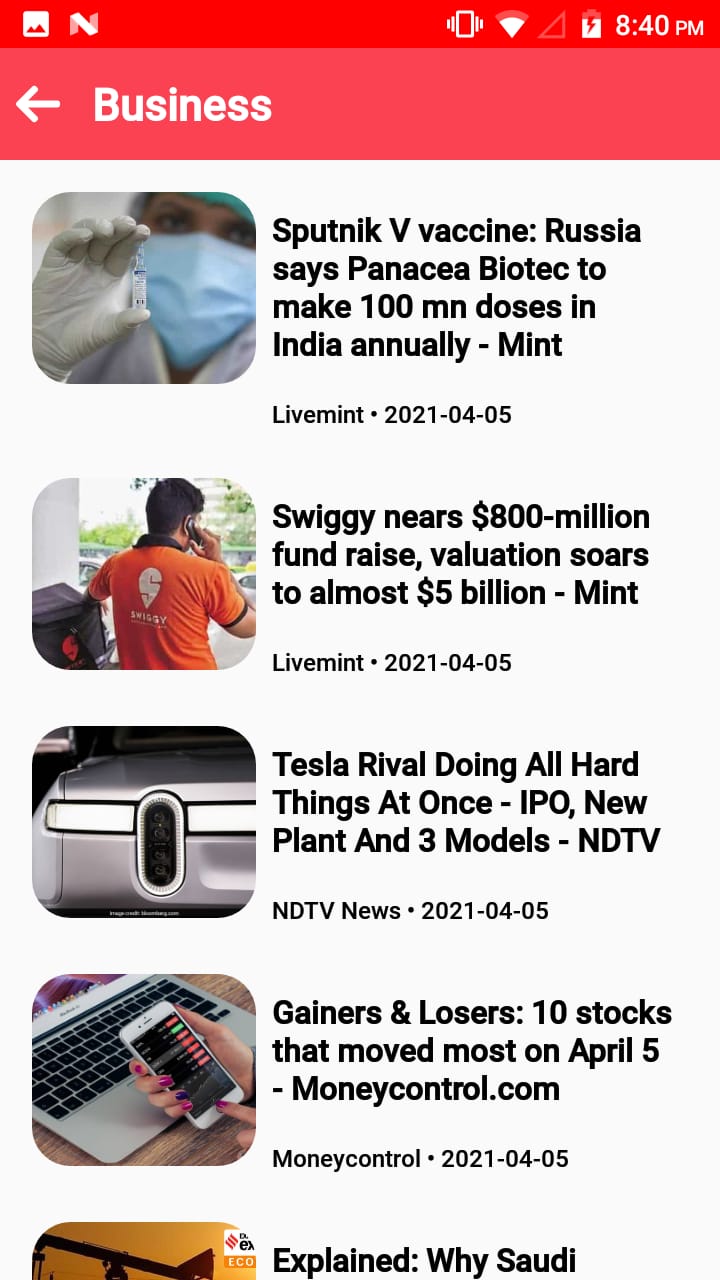 8:40 PM
Business
Sputnik V vaccine: Russia
says Panacea Biotec to
make 100 mn doses in
India annually - Mint
Livemint • 2021-04-05
Swiggy nears $800-million
fund raise, valuation soars
to almost $5 billion - Mint
SWIGGY
Livemint • 2021-04-05
Tesla Rival Doing All Hard
Things At Once - IPO, New
Plant And 3 Models - NDTV
image credit: bloomberg.com
NDTV News • 2021-04-05
Gainers & Losers: 10 stocks
that moved most on April 5
- Moneycontrol.com
Moneycontrol • 2021-04-05
ECO
Explained: Why Saudi